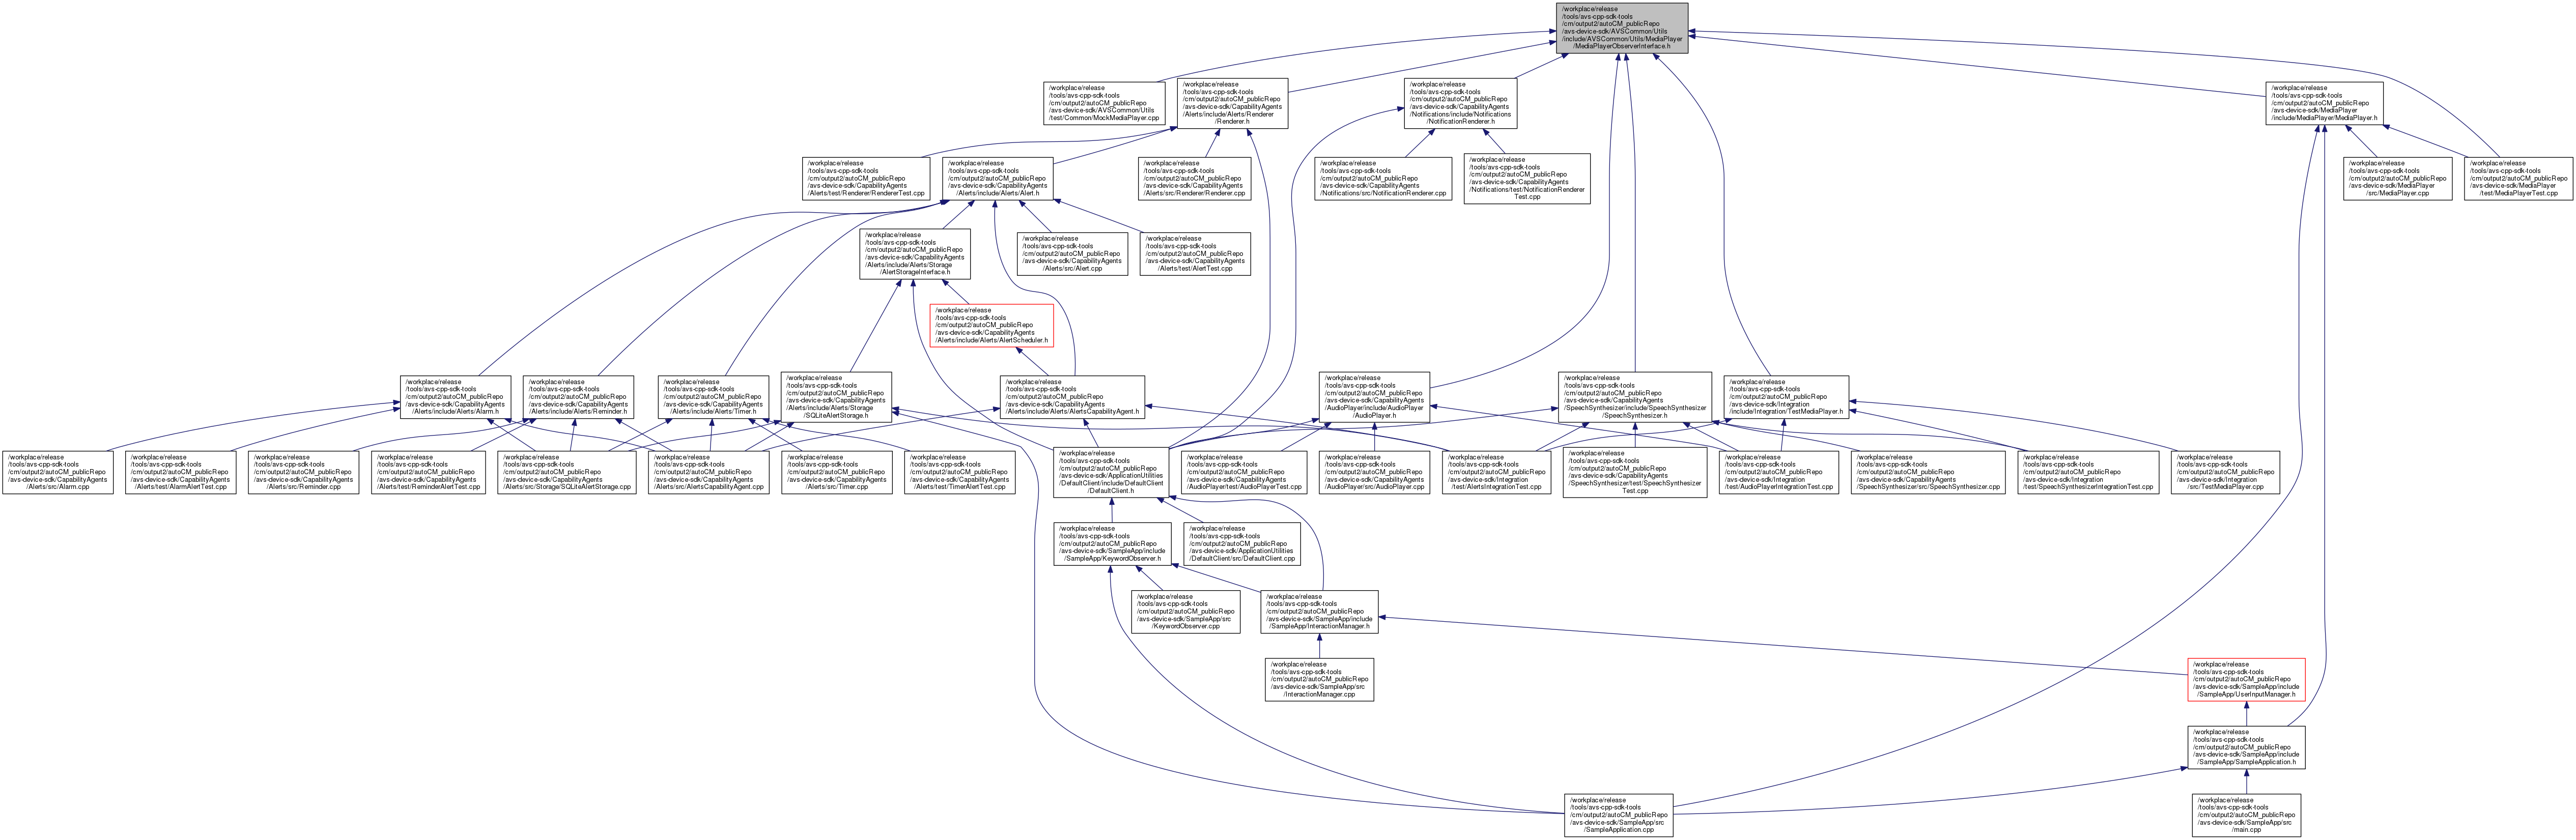 /workplace/release
/tools/avs-cpp-sdk-tools
/cm/output2/autoCM_publicRepo
/avs-device-sdk/AVSCommon/Utils
/include/AVSCommon/Utils/MediaPlayer
/MediaPlayerObserverInterface.h
/workplace/release
/tools/avs-cpp-sdk-tools
/cm/output2/autoCM_publicRepo
/avs-device-sdk/AVSCommon/Utils
/test/Common/MockMediaPlayer.cpp
/workplace/release
/tools/avs-cpp-sdk-tools
/cm/output2/autoCM_publicRepo
/avs-device-sdk/CapabilityAgents
/Alerts/include/Alerts/Renderer
/Renderer.h
/workplace/release
/tools/avs-cpp-sdk-tools
/cm/output2/autoCM_publicRepo
/avs-device-sdk/CapabilityAgents
/Notifications/include/Notifications
/NotificationRenderer.h
/workplace/release
/tools/avs-cpp-sdk-tools
/cm/output2/autoCM_publicRepo
/avs-device-sdk/MediaPlayer
/include/MediaPlayer/MediaPlayer.h
/workplace/release
/tools/avs-cpp-sdk-tools
/cm/output2/autoCM_publicRepo
/avs-device-sdk/CapabilityAgents
/Alerts/test/Renderer/RendererTest.cpp
/workplace/release
/tools/avs-cpp-sdk-tools
/cm/output2/autoCM_publicRepo
/avs-device-sdk/CapabilityAgents
/Alerts/include/Alerts/Alert.h
/workplace/release
/tools/avs-cpp-sdk-tools
/cm/output2/autoCM_publicRepo
/avs-device-sdk/CapabilityAgents
/Alerts/src/Renderer/Renderer.cpp
/workplace/release
/tools/avs-cpp-sdk-tools
/cm/output2/autoCM_publicRepo
/avs-device-sdk/CapabilityAgents
/Notifications/src/NotificationRenderer.cpp
/workplace/release
/tools/avs-cpp-sdk-tools
/cm/output2/autoCM_publicRepo
/avs-device-sdk/CapabilityAgents
/Notifications/test/NotificationRenderer
Test.cpp
/workplace/release
/tools/avs-cpp-sdk-tools
/cm/output2/autoCM_publicRepo
/avs-device-sdk/MediaPlayer
/src/MediaPlayer.cpp
/workplace/release
/tools/avs-cpp-sdk-tools
/cm/output2/autoCM_publicRepo
/avs-device-sdk/MediaPlayer
/test/MediaPlayerTest.cpp
/workplace/release
/tools/avs-cpp-sdk-tools
/cm/output2/autoCM_publicRepo
/avs-device-sdk/CapabilityAgents
/Alerts/include/Alerts/Storage
/AlertStorageInterface.h
/workplace/release
/tools/avs-cpp-sdk-tools
/cm/output2/autoCM_publicRepo
/avs-device-sdk/CapabilityAgents
/Alerts/src/Alert.cpp
/workplace/release
/tools/avs-cpp-sdk-tools
/cm/output2/autoCM_publicRepo
/avs-device-sdk/CapabilityAgents
/Alerts/test/AlertTest.cpp
/workplace/release
/tools/avs-cpp-sdk-tools
/cm/output2/autoCM_publicRepo
/avs-device-sdk/CapabilityAgents
/Alerts/include/Alerts/AlertScheduler.h
/workplace/release
/tools/avs-cpp-sdk-tools
/cm/output2/autoCM_publicRepo
/avs-device-sdk/CapabilityAgents
/Alerts/include/Alerts/Alarm.h
/workplace/release
/tools/avs-cpp-sdk-tools
/cm/output2/autoCM_publicRepo
/avs-device-sdk/CapabilityAgents
/Alerts/include/Alerts/Reminder.h
/workplace/release
/tools/avs-cpp-sdk-tools
/cm/output2/autoCM_publicRepo
/avs-device-sdk/CapabilityAgents
/Alerts/include/Alerts/Timer.h
/workplace/release
/tools/avs-cpp-sdk-tools
/cm/output2/autoCM_publicRepo
/avs-device-sdk/CapabilityAgents
/Alerts/include/Alerts/Storage
/SQLiteAlertStorage.h
/workplace/release
/tools/avs-cpp-sdk-tools
/cm/output2/autoCM_publicRepo
/avs-device-sdk/CapabilityAgents
/Alerts/include/Alerts/AlertsCapabilityAgent.h
/workplace/release
/tools/avs-cpp-sdk-tools
/cm/output2/autoCM_publicRepo
/avs-device-sdk/CapabilityAgents
/AudioPlayer/include/AudioPlayer
/AudioPlayer.h
/workplace/release
/tools/avs-cpp-sdk-tools
/cm/output2/autoCM_publicRepo
/avs-device-sdk/CapabilityAgents
/SpeechSynthesizer/include/SpeechSynthesizer
/SpeechSynthesizer.h
/workplace/release
/tools/avs-cpp-sdk-tools
/cm/output2/autoCM_publicRepo
/avs-device-sdk/Integration
/include/Integration/TestMediaPlayer.h
/workplace/release
/tools/avs-cpp-sdk-tools
/cm/output2/autoCM_publicRepo
/avs-device-sdk/CapabilityAgents
/Alerts/src/Alarm.cpp
/workplace/release
/tools/avs-cpp-sdk-tools
/cm/output2/autoCM_publicRepo
/avs-device-sdk/CapabilityAgents
/Alerts/test/AlarmAlertTest.cpp
/workplace/release
/tools/avs-cpp-sdk-tools
/cm/output2/autoCM_publicRepo
/avs-device-sdk/CapabilityAgents
/Alerts/src/Reminder.cpp
/workplace/release
/tools/avs-cpp-sdk-tools
/cm/output2/autoCM_publicRepo
/avs-device-sdk/CapabilityAgents
/Alerts/test/ReminderAlertTest.cpp
/workplace/release
/tools/avs-cpp-sdk-tools
/cm/output2/autoCM_publicRepo
/avs-device-sdk/CapabilityAgents
/Alerts/src/Storage/SQLiteAlertStorage.cpp
/workplace/release
/tools/avs-cpp-sdk-tools
/cm/output2/autoCM_publicRepo
/avs-device-sdk/CapabilityAgents
/Alerts/src/AlertsCapabilityAgent.cpp
/workplace/release
/tools/avs-cpp-sdk-tools
/cm/output2/autoCM_publicRepo
/avs-device-sdk/CapabilityAgents
/Alerts/src/Timer.cpp
/workplace/release
/tools/avs-cpp-sdk-tools
/cm/output2/autoCM_publicRepo
/avs-device-sdk/CapabilityAgents
/Alerts/test/TimerAlertTest.cpp
/workplace/release
/tools/avs-cpp-sdk-tools
/cm/output2/autoCM_publicRepo
/avs-device-sdk/ApplicationUtilities
/DefaultClient/include/DefaultClient
/DefaultClient.h
/workplace/release
/tools/avs-cpp-sdk-tools
/cm/output2/autoCM_publicRepo
/avs-device-sdk/CapabilityAgents
/AudioPlayer/test/AudioPlayerTest.cpp
/workplace/release
/tools/avs-cpp-sdk-tools
/cm/output2/autoCM_publicRepo
/avs-device-sdk/CapabilityAgents
/AudioPlayer/src/AudioPlayer.cpp
/workplace/release
/tools/avs-cpp-sdk-tools
/cm/output2/autoCM_publicRepo
/avs-device-sdk/Integration
/test/AlertsIntegrationTest.cpp
/workplace/release
/tools/avs-cpp-sdk-tools
/cm/output2/autoCM_publicRepo
/avs-device-sdk/CapabilityAgents
/SpeechSynthesizer/test/SpeechSynthesizer
Test.cpp
/workplace/release
/tools/avs-cpp-sdk-tools
/cm/output2/autoCM_publicRepo
/avs-device-sdk/Integration
/test/AudioPlayerIntegrationTest.cpp
/workplace/release
/tools/avs-cpp-sdk-tools
/cm/output2/autoCM_publicRepo
/avs-device-sdk/CapabilityAgents
/SpeechSynthesizer/src/SpeechSynthesizer.cpp
/workplace/release
/tools/avs-cpp-sdk-tools
/cm/output2/autoCM_publicRepo
/avs-device-sdk/Integration
/test/SpeechSynthesizerIntegrationTest.cpp
/workplace/release
/tools/avs-cpp-sdk-tools
/cm/output2/autoCM_publicRepo
/avs-device-sdk/Integration
/src/TestMediaPlayer.cpp
/workplace/release
/tools/avs-cpp-sdk-tools
/cm/output2/autoCM_publicRepo
/avs-device-sdk/SampleApp/include
/SampleApp/KeywordObserver.h
/workplace/release
/tools/avs-cpp-sdk-tools
/cm/output2/autoCM_publicRepo
/avs-device-sdk/ApplicationUtilities
/DefaultClient/src/DefaultClient.cpp
/workplace/release
/tools/avs-cpp-sdk-tools
/cm/output2/autoCM_publicRepo
/avs-device-sdk/SampleApp/src
/KeywordObserver.cpp
/workplace/release
/tools/avs-cpp-sdk-tools
/cm/output2/autoCM_publicRepo
/avs-device-sdk/SampleApp/include
/SampleApp/InteractionManager.h
/workplace/release
/tools/avs-cpp-sdk-tools
/cm/output2/autoCM_publicRepo
/avs-device-sdk/SampleApp/src
/InteractionManager.cpp
/workplace/release
/tools/avs-cpp-sdk-tools
/cm/output2/autoCM_publicRepo
/avs-device-sdk/SampleApp/include
/SampleApp/UserInputManager.h
/workplace/release
/tools/avs-cpp-sdk-tools
/cm/output2/autoCM_publicRepo
/avs-device-sdk/SampleApp/include
/SampleApp/SampleApplication.h
/workplace/release
/tools/avs-cpp-sdk-tools
/cm/output2/autoCM_publicRepo
/avs-device-sdk/SampleApp/src
/SampleApplication.cpp
/workplace/release
/tools/avs-cpp-sdk-tools
/cm/output2/autoCM_publicRepo
/avs-device-sdk/SampleApp/src
/main.cpp